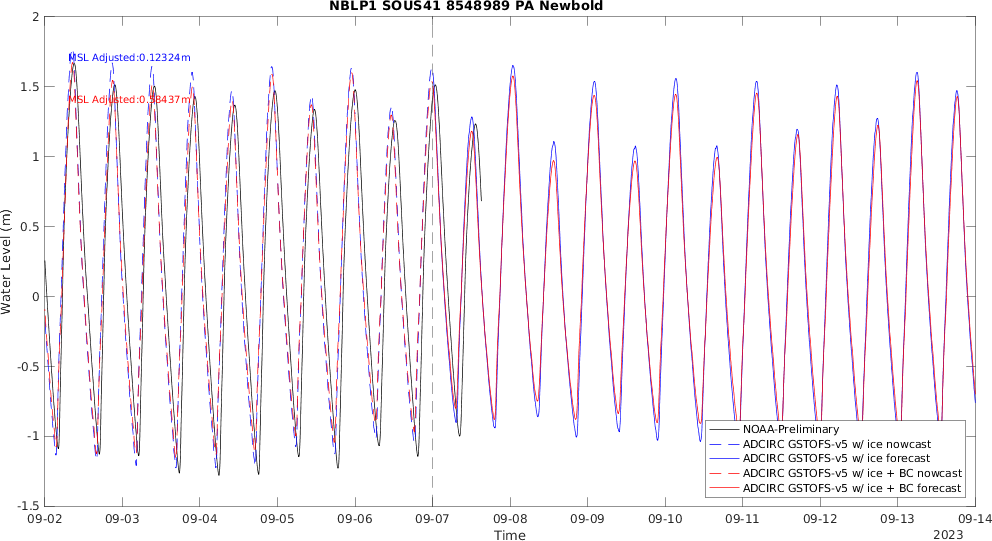 NBLP1 SOUS41 8548989 PA Newbold
MSL Adjusted:0.12324m
MSL Adjusted:0.58437m
Water Level (m)
2
1.5
1
0.5
0
-0.5
-1
-1.5
NOAA-Preliminary
ADCIRC GSTOFS-v5 w/ ice nowcast
ADCIRC GSTOFS-v5 w/ ice forecast
ADCIRC GSTOFS-v5 w/ ice + BC nowcast
ADCIRC GSTOFS-v5 w/ ice + BC forecast
09-02 09-03 09-04 09-05 09-06 09-07 09-08 09-09 09-10 09-11 09-12 09-13 09-14
Time
2023